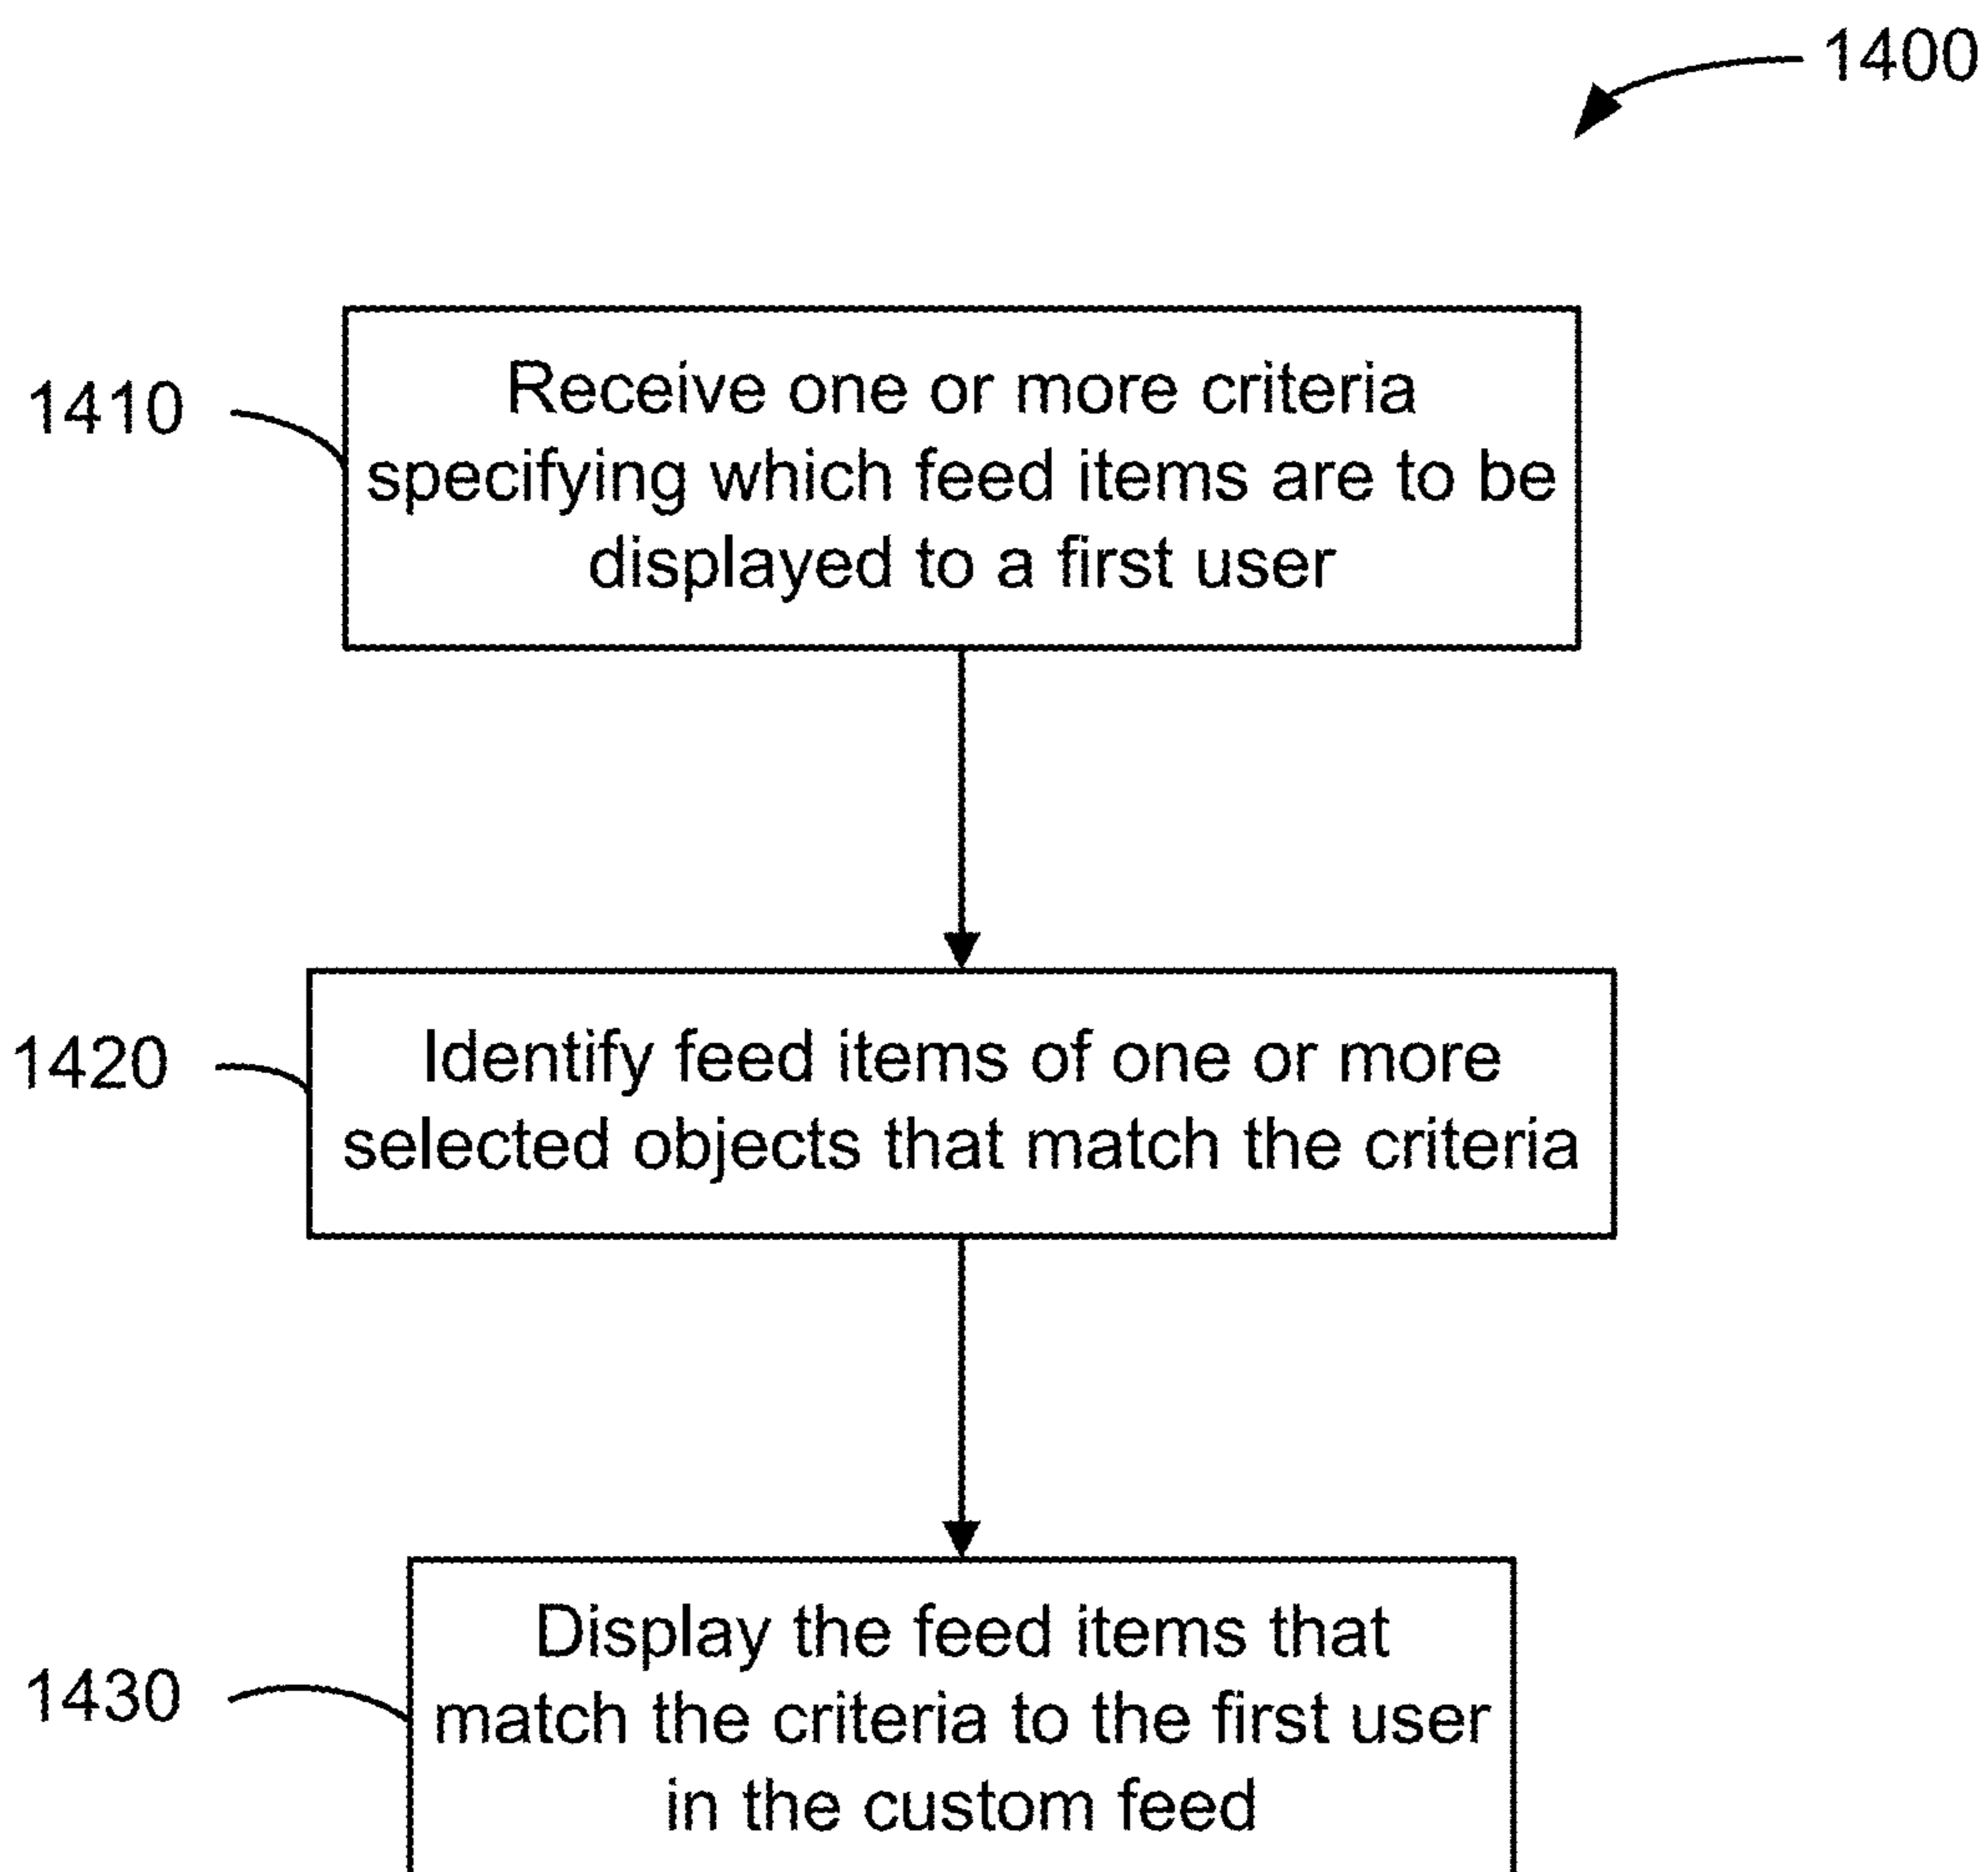 1400
1410
Receive one or more criteria
specifying which feed items are to be
displayed to a first user
1420
Identify feed items of one or more
selected objects that match the criteria
1430
Display the feed items that
match the criteria to the first user
in the custom feed